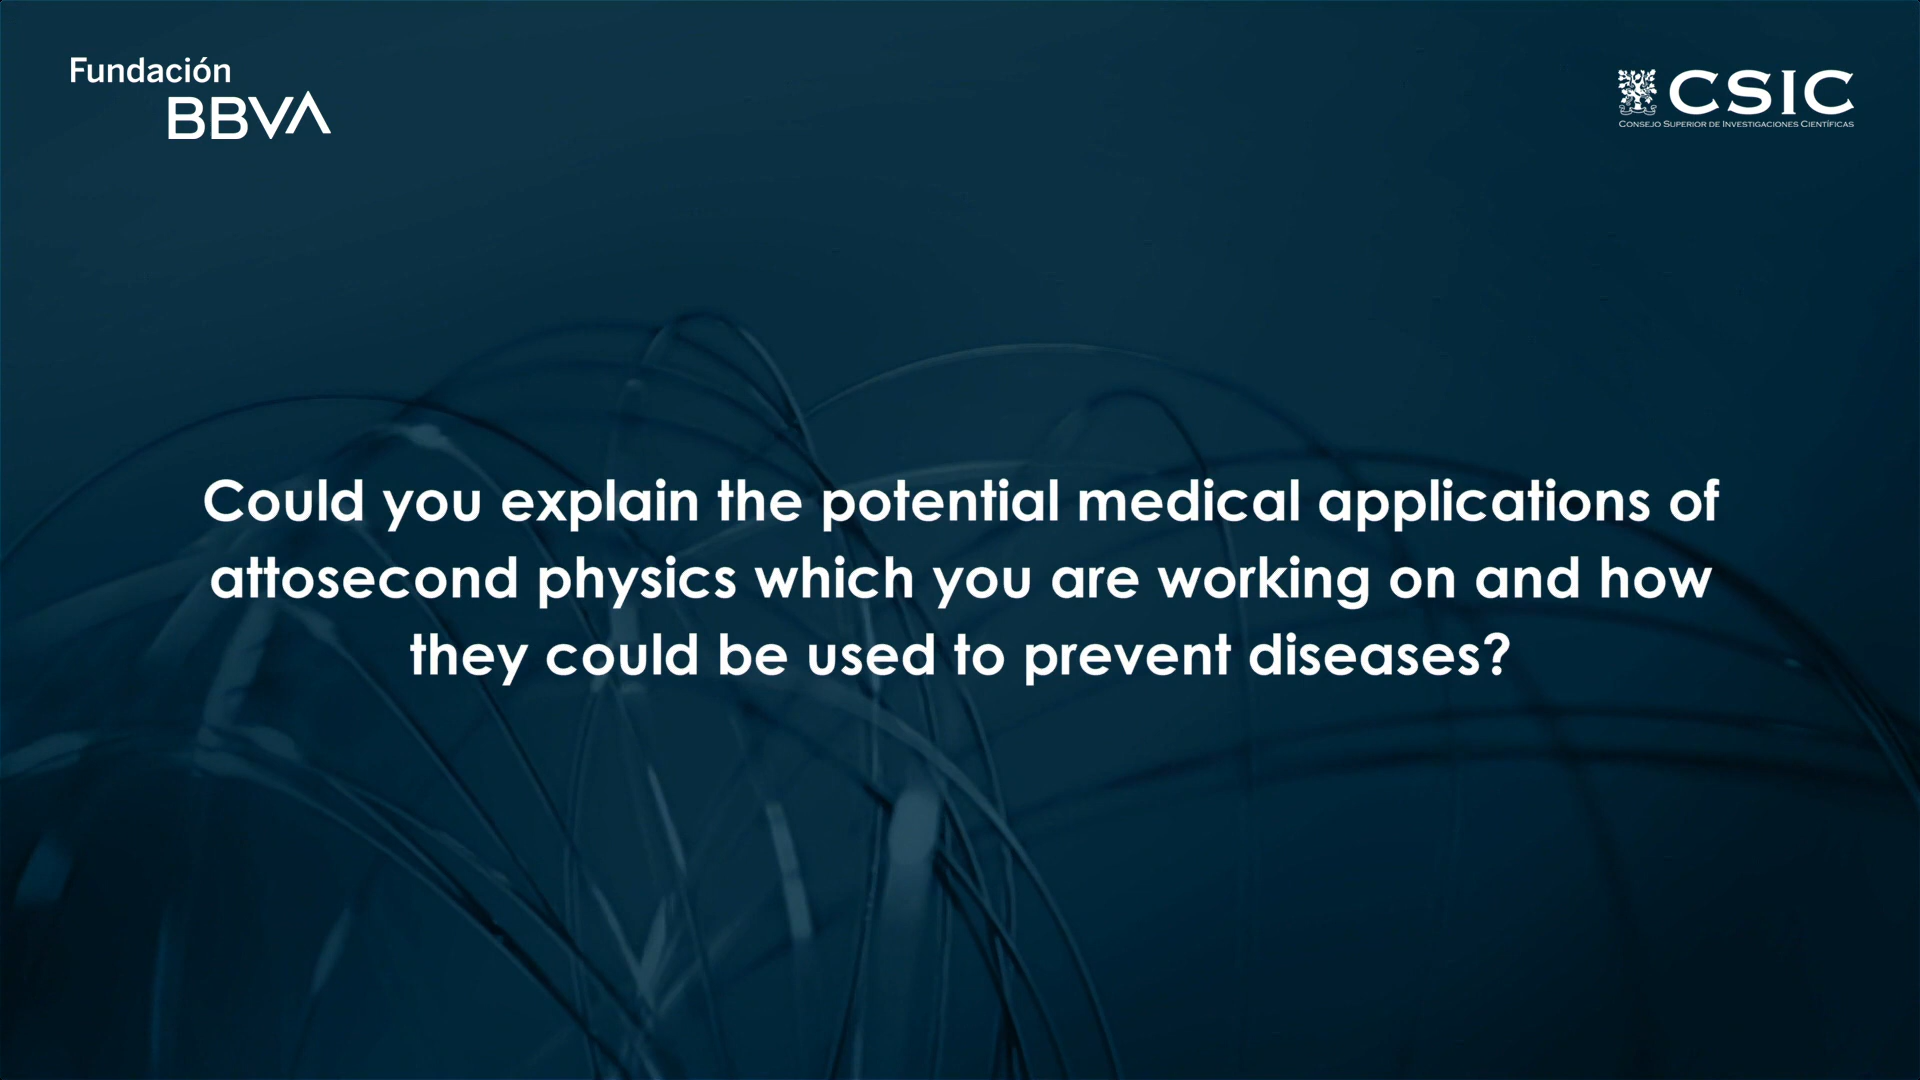 Fundación
BBVA
CSIC
Consejo Superior de Investigaciones Científicas
Could you explain the potential medical applications of
attosecond physics which you are working on and how
they could be used to prevent diseases?